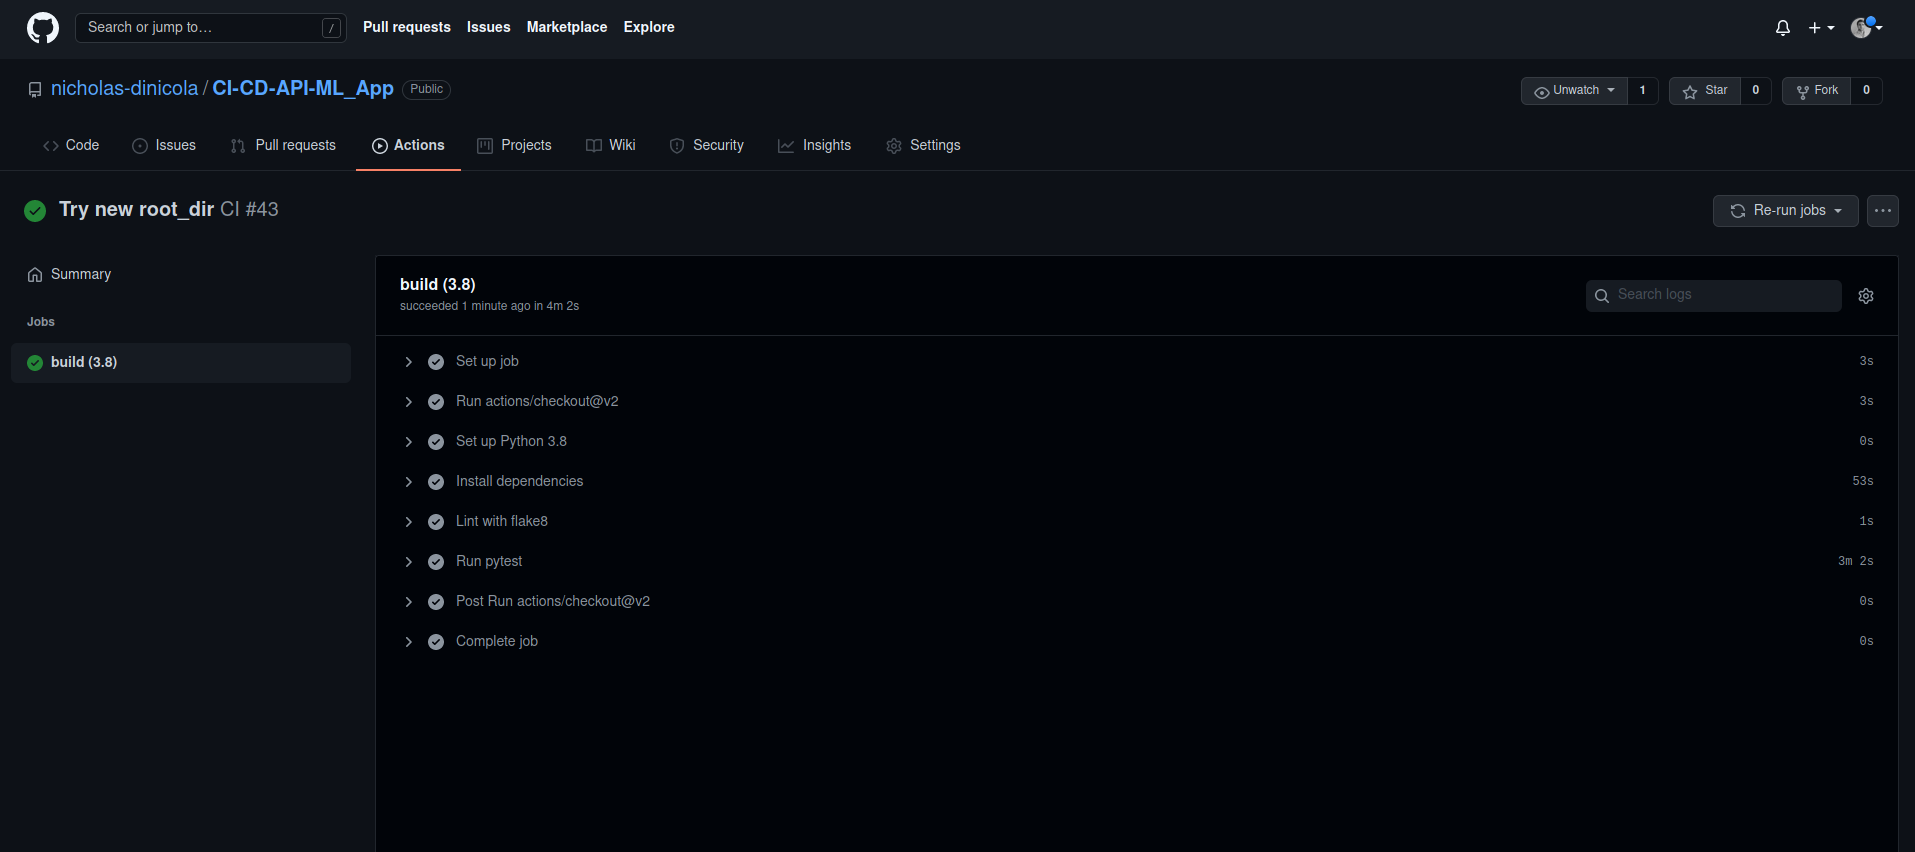 Search or jump to… / Pull requests Issues Marketplace Explore
nicholas-dinicola / CI-CD-API-ML_App Public Unwatch 1 Star 0 Fork 0
Code Issues Pull requests Actions Projects Wiki Security Insights Settings
Try new root_dir CI #43 Re-run jobs
Summary
Jobs
build (3.8)
build (3.8)
succeeded 1 minute ago in 4m 2s
Search logs
Set up job 3s
Run actions/checkout@v2 3s
Set up Python 3.8 0s
Install dependencies 53s
Lint with flake8 1s
Run pytest 3m 2s
Post Run actions/checkout@v2 0s
Complete job 0s